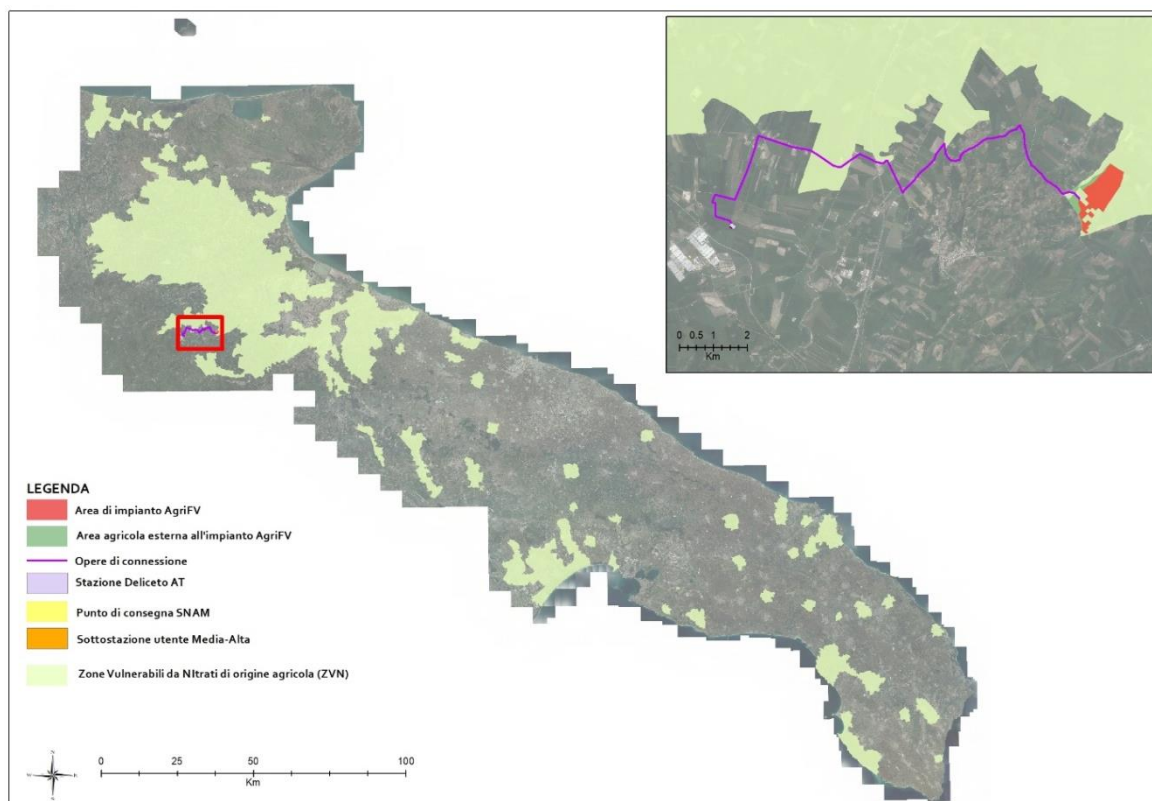 0 0.5 1 2
Km
LEGENDA
Area di impianto AgriFV
Area agricola esterna all'impianto AgriFV
Opere di connessione
Stazione Deliceto AT
Punto di consegna SNAM
Sottostazione utente Media-Alta
Zone Vulnerabili da NItrati di origine agricola (ZVN)
0 25 50 100
Km